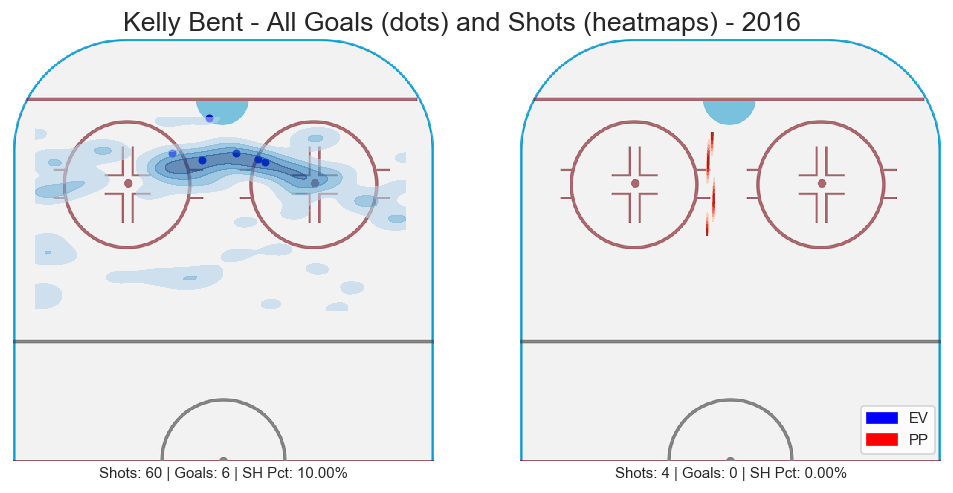 Kelly Bent - All Goals (dots) and Shots (heatmaps) - 2016
EV
PP
Shots: 60 | Goals: 6 | SH Pct: 10.00%
Shots: 4 | Goals: 0 | SH Pct: 0.00%